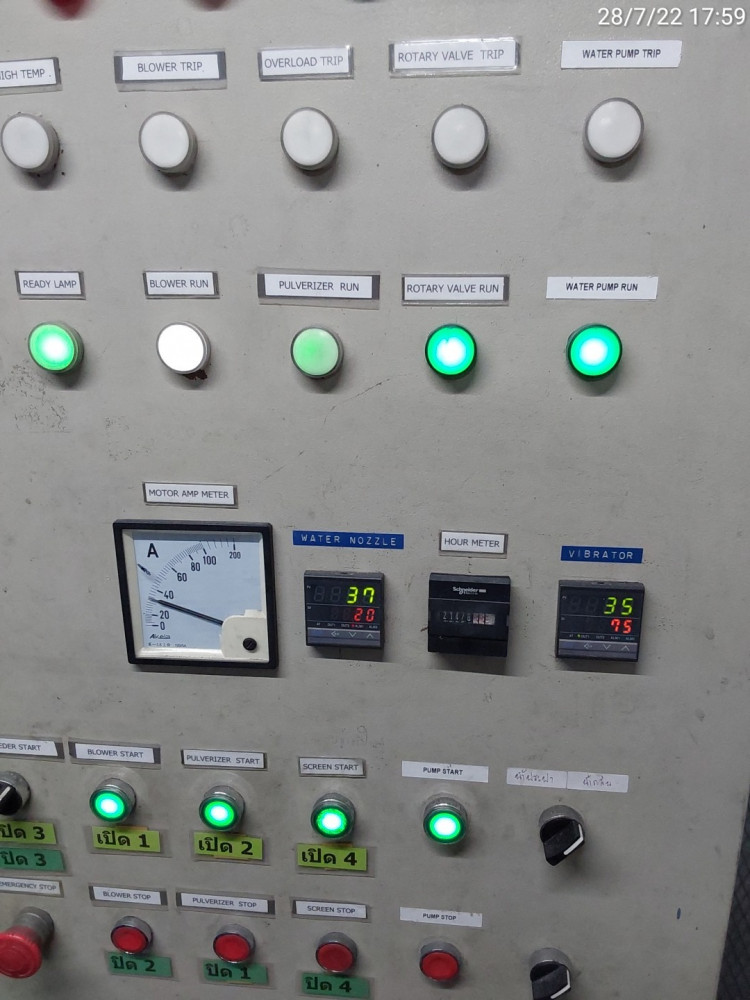 28/7/22 17:59
HIGH TEMP.
BLOWER TRIP
OVERLOAD TRIP
ROTARY VALVE TRIP
WATER PUMP TRIP
READY LAMP
BLOWER RUN
PULVERIZER RUN
ROTARY VALVE RUN
WATER PUMP RUN
MOTOR AMP METER
WATER NOZZLE
HOUR METER
VIBRATOR
A
200
100
80
60
40
20
0
37
20
Schneider
35
75
EDER START
BLOWER START
PULVERIZER START
SCREEN START
PUMP START
เปิด 3
เปิด 1
เปิด 2
เปิด 4
ปิด 3
EMERGENCY STOP
BLOWER STOP
PULVERIZER STOP
SCREEN STOP
PUMP STOP
ปิด 2
ปิด 1
ปิด 4